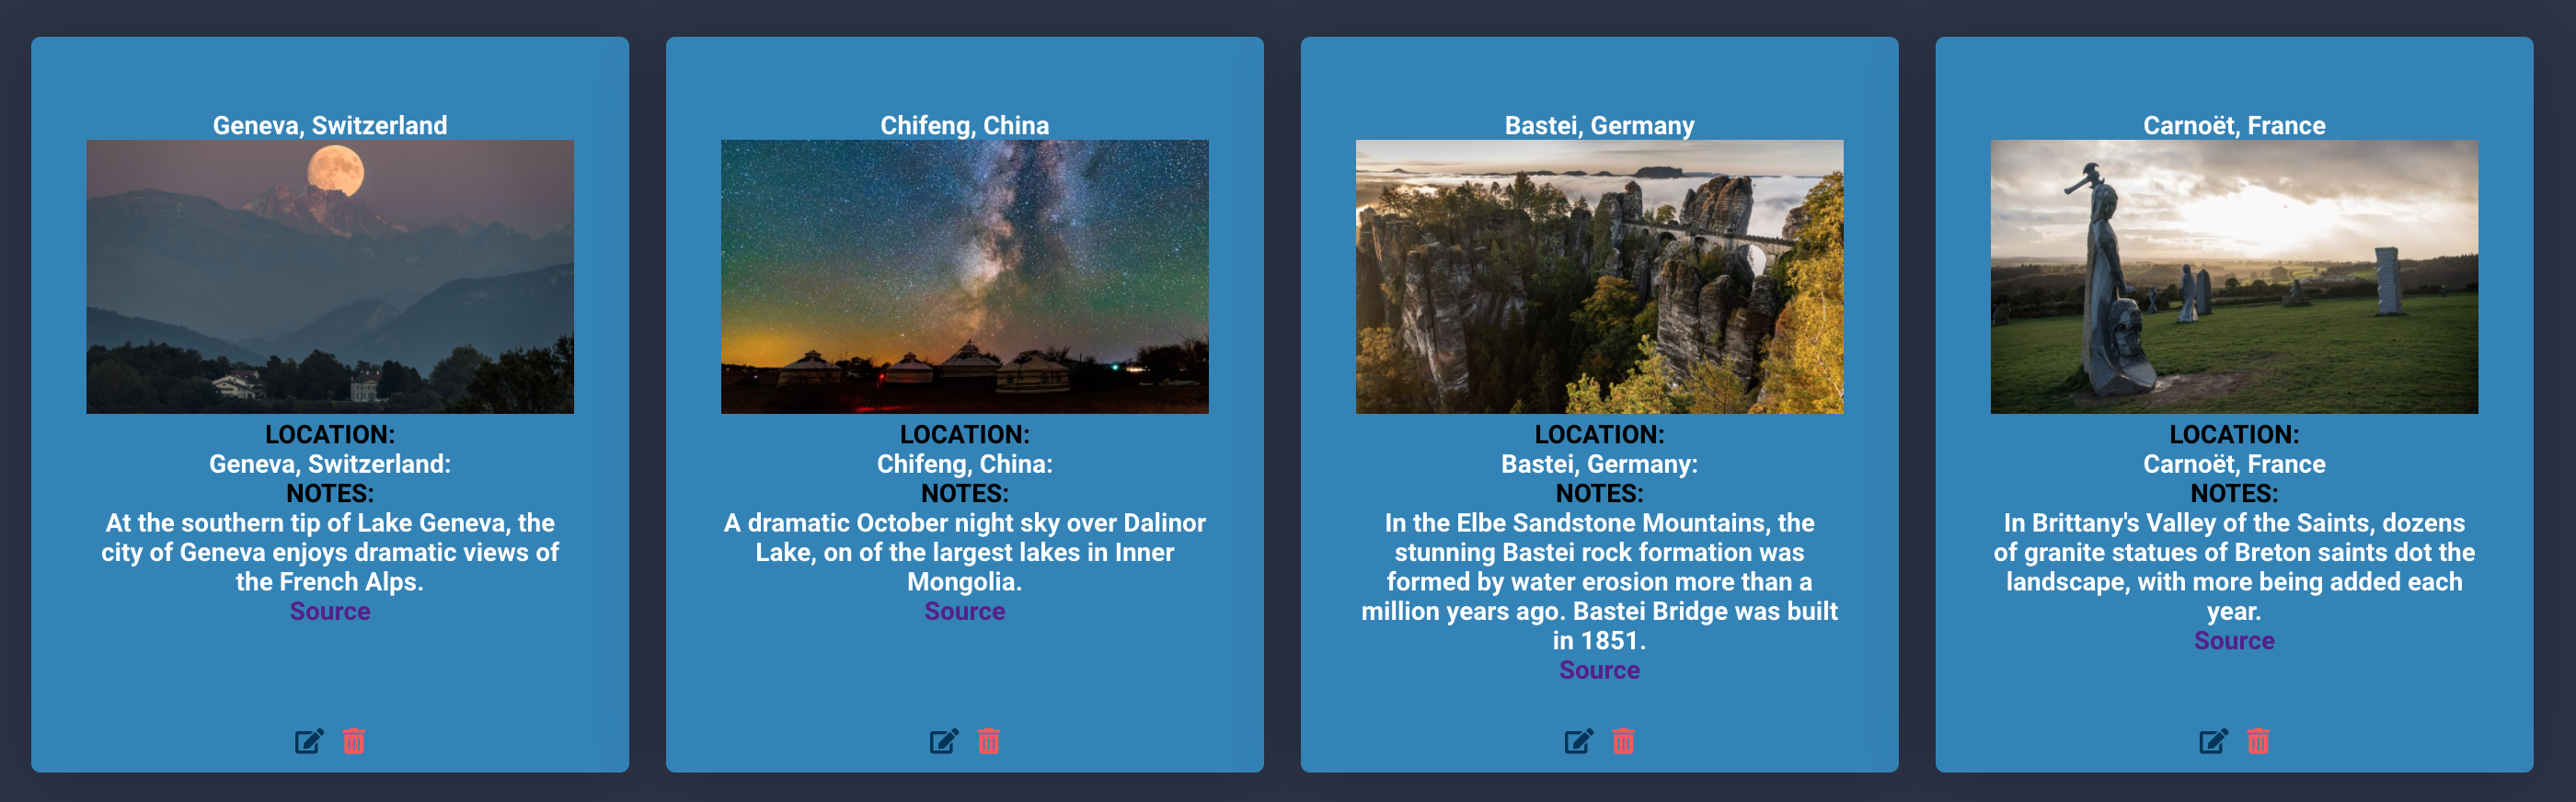 Geneva, Switzerland
LOCATION:
Geneva, Switzerland:
NOTES:
At the southern tip of Lake Geneva, the
city of Geneva enjoys dramatic views of
the French Alps.
Source
Chifeng, China
LOCATION:
Chifeng, China:
NOTES:
A dramatic October night sky over Dalinor
Lake, on of the largest lakes in Inner
Mongolia.
Source
Bastei, Germany
LOCATION:
Bastei, Germany:
NOTES:
In the Elbe Sandstone Mountains, the
stunning Bastei rock formation was
formed by water erosion more than a
million years ago. Bastei Bridge was built
in 1851.
Source
Carnoët, France
LOCATION:
Carnoët, France
NOTES:
In Brittany's Valley of the Saints, dozens
of granite statues of Breton saints dot the
landscape, with more being added each
year.
Source